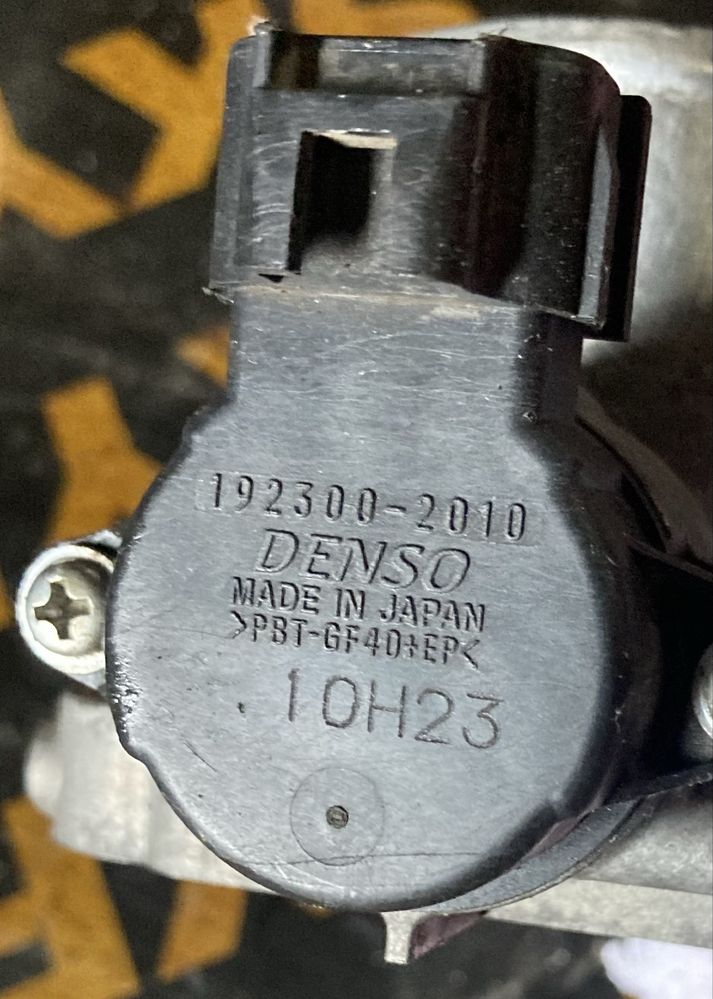 192300-2010
DENSO
MADE IN JAPAN
>PBT-GF40+EP<
10H23